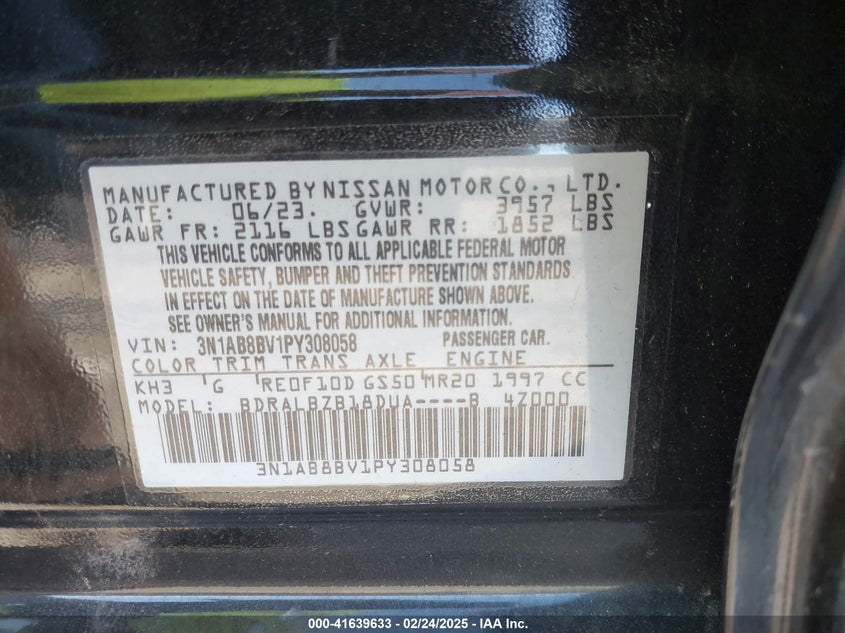 MANUFACTURED BY NISSAN MOTOR CO., LTD.
DATE: 06/23. GVWR: 3957 LBS
GAWR FR: 2116 LBS GAWR RR: 1852 LBS
THIS VEHICLE CONFORMS TO ALL APPLICABLE FEDERAL MOTOR
VEHICLE SAFETY, BUMPER AND THEFT PREVENTION STANDARDS
IN EFFECT ON THE DATE OF MANUFACTURE SHOWN ABOVE.
SEE OWNER'S MANUAL FOR ADDITIONAL INFORMATION.
VIN: 3N1AB8BV1PY308058 PASSENGER CAR.
COLOR TRIM TRANS AXLE ENGINE
KH3 G RE0F10D GS50 MR20 1997 CC
MODEL: BDRALBZB18DUA----B 4Z000
3N1AB8BV1PY308058
000-41639633 - 02/24/2025 - IAA Inc.